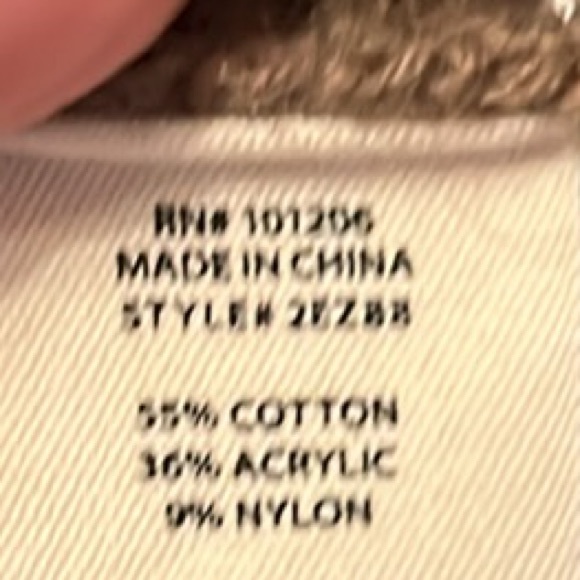 RN# 101206
MADE IN CHINA
STYLE# 2EZ88
55% COTTON
36% ACRYLIC
9% NYLON